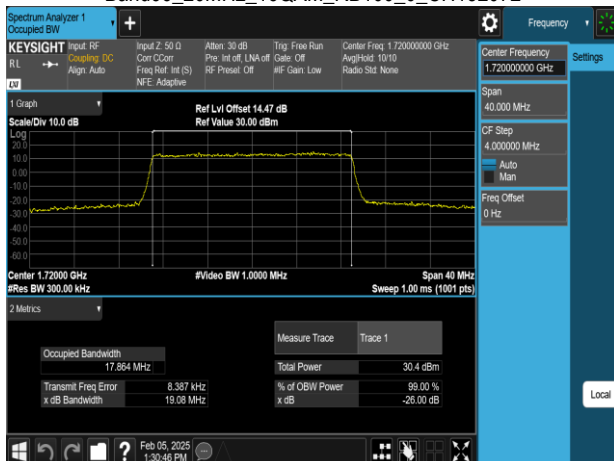 Spectrum Analyzer 1
Occupied BW
Frequency
KEYSIGHT
RL
Input: RF
Coupling: DC
Align: Auto
Input Z: 50 Ω
Corr CCorr
Freq Ref: Int (S)
NFE: Adaptive
Atten: 30 dB
Pre: Int off, LNA off
RF Presel: Off
Trig: Free Run
Gate: Off
#IF Gain: Low
Center Freq: 1.720000000 GHz
Avg|Hold: 10/10
Radio Std: None
LXI
1 Graph
Scale/Div 10.0 dB
Ref Lvl Offset 14.47 dB
Ref Value 30.00 dBm
Log
20.0
10.0
0.00
-10.0
-20.0
-30.0
-40.0
-50.0
-60.0
Center 1.72000 GHz
#Video BW 1.0000 MHz
Span 40 MHz
#Res BW 300.00 kHz
Sweep 1.00 ms (1001 pts)
2 Metrics
Measure Trace
Trace 1
Occupied Bandwidth
17.864 MHz
Total Power
30.4 dBm
Transmit Freq Error
8.387 kHz
% of OBW Power
99.00 %
x dB Bandwidth
19.08 MHz
x dB
-26.00 dB
Center Frequency
1.720000000 GHz
Settings
Span
40.000 MHz
CF Step
4.000000 MHz
Auto
Man
Freq Offset
0 Hz
Local
?
Feb 05, 2025
1:30:46 PM